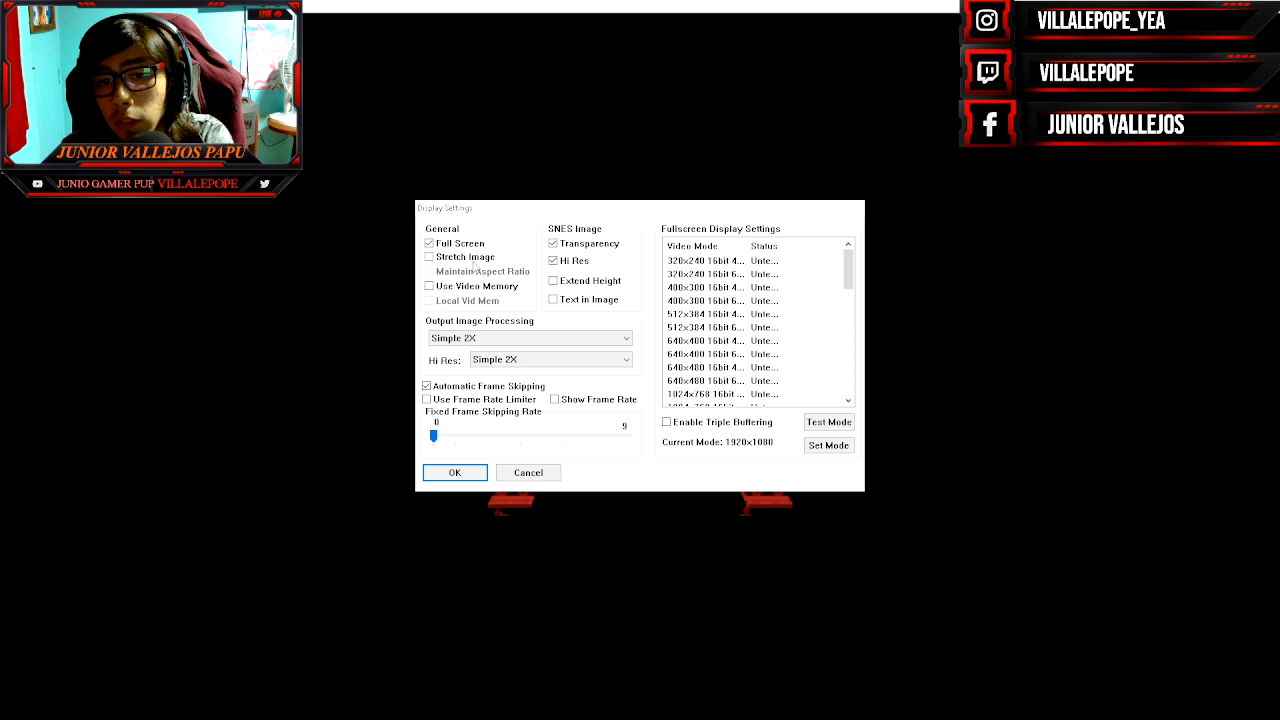 LIVE
JUNIOR VALLEJOS PAPU
JUNIO GAMER PUP VILLALEPOPE
VILLALEPOPE_YEA
VILLALEPOPE
JUNIOR VALLEJOS
Display Settings
General
Full Screen
Stretch Image
Maintain Aspect Ratio
Use Video Memory
Local Vid Mem
SNES Image
Transparency
Hi Res
Extend Height
Text in Image
Output Image Processing
Simple 2X
Hi Res: Simple 2X
Automatic Frame Skipping
Use Frame Rate Limiter Show Frame Rate
Fixed Frame Skipping Rate
0 9
OK Cancel
Fullscreen Display Settings
Video Mode Status
320x240 16bit 4... Unte...
320x240 16bit 6... Unte...
400x300 16bit 4... Unte...
400x300 16bit 6... Unte...
512x384 16bit 4... Unte...
512x384 16bit 6... Unte...
640x400 16bit 4... Unte...
640x400 16bit 6... Unte...
640x480 16bit 4... Unte...
640x480 16bit 6... Unte...
1024x768 16bit ... Unte...
Enable Triple Buffering Test Mode
Current Mode: 1920x1080 Set Mode